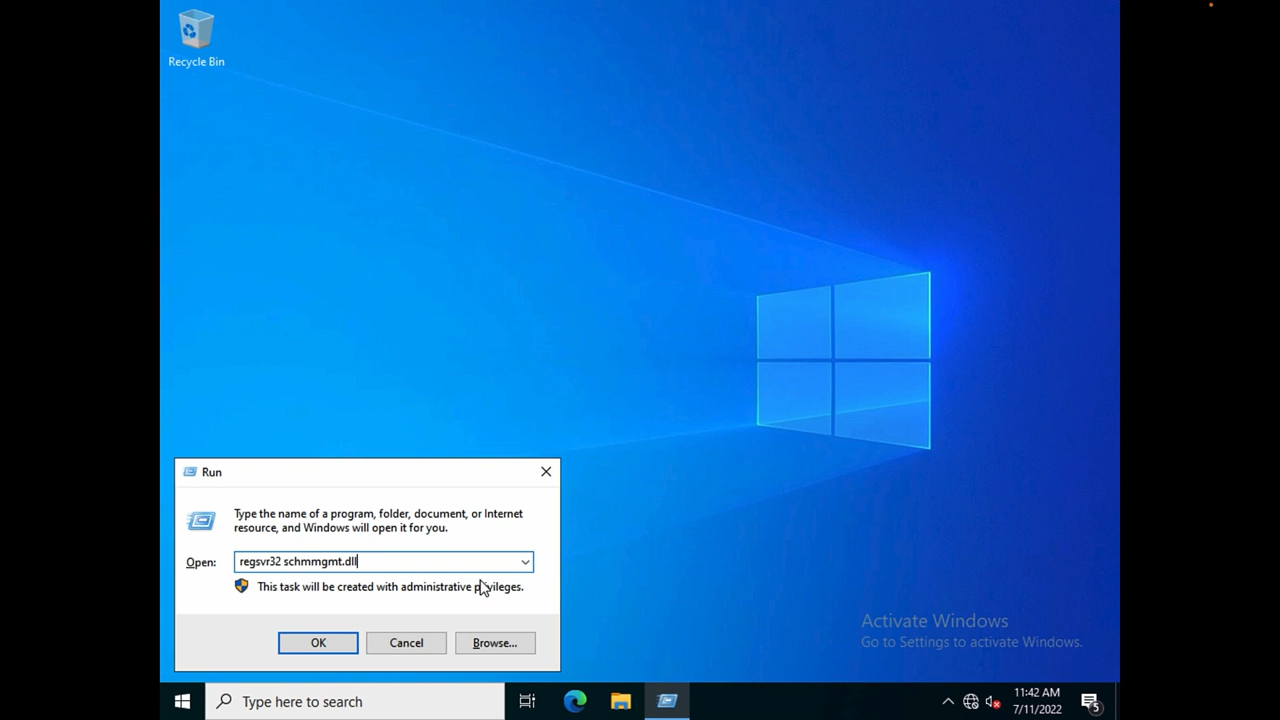 Recycle Bin
Run
Type the name of a program, folder, document, or Internet
resource, and Windows will open it for you.
Open:
regsvr32 schmmgmt.dll
This task will be created with administrative privileges.
OK
Cancel
Browse...
Activate Windows
Go to Settings to activate Windows.
Type here to search
11:42 AM
7/11/2022
5